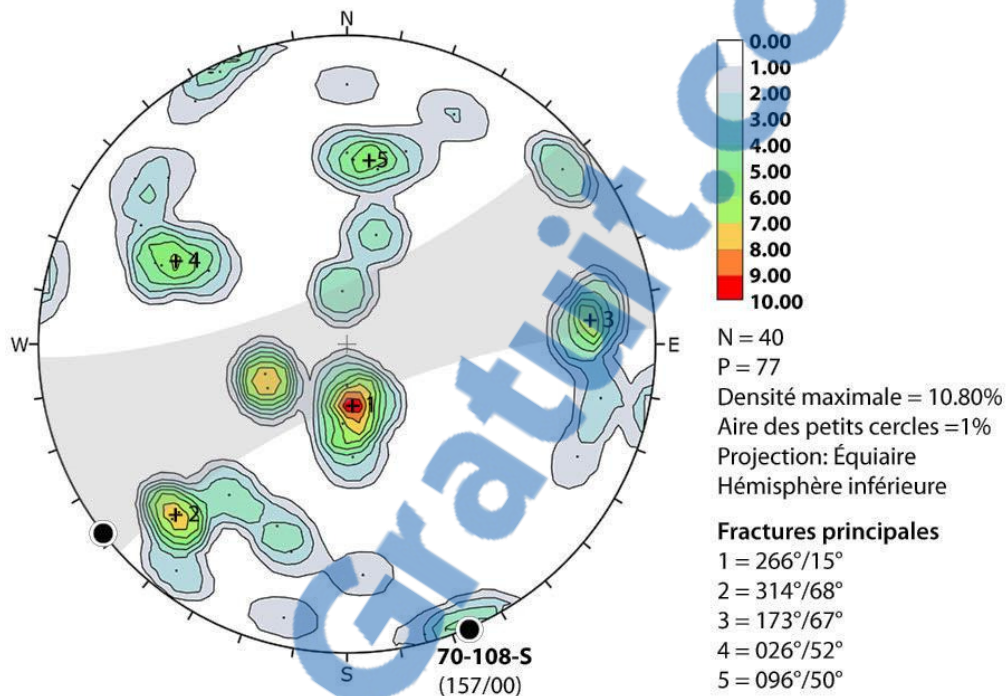 N
W
E
S
+5
+4
+3
+1
+2
70-108-S
(157/00)
0.00
1.00
2.00
3.00
4.00
5.00
6.00
7.00
8.00
9.00
10.00
N = 40
P = 77
Densité maximale = 10.80%
Aire des petits cercles =1%
Projection: Équiaire
Hémisphère inférieure
Fractures principales
1 = 266°/15°
2 = 314°/68°
3 = 173°/67°
4 = 026°/52°
5 = 096°/50°
Gratuit.co